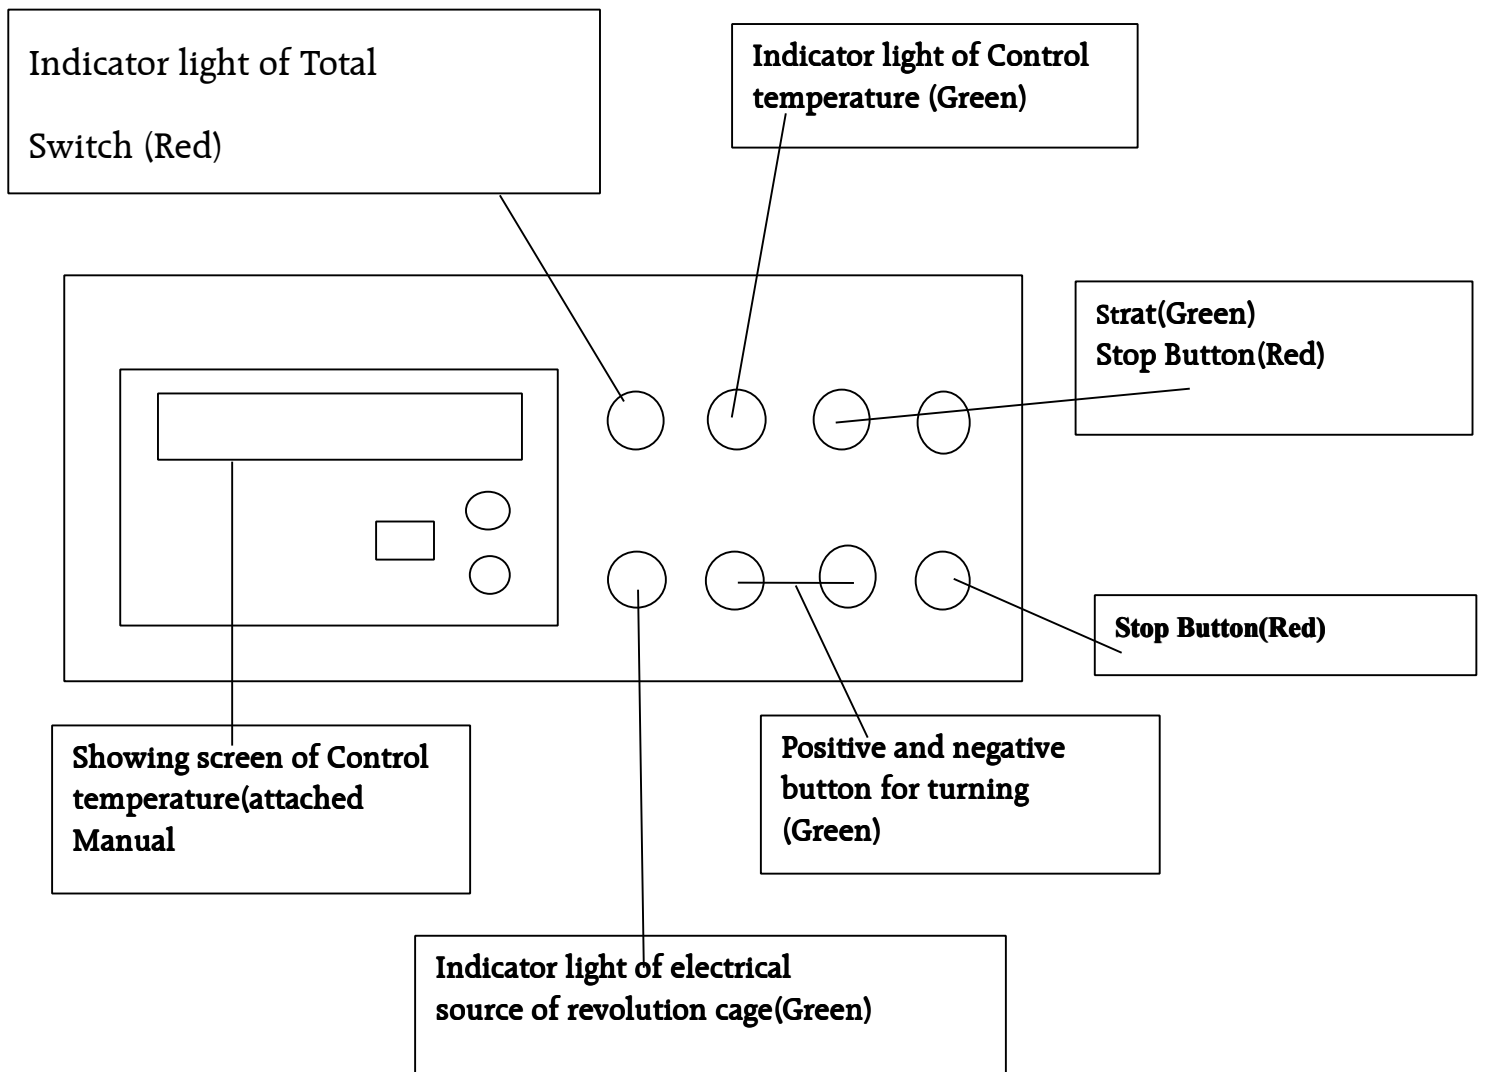 Indicator light of Total
Switch (Red)
Indicator light of Control
temperature (Green)
Strat(Green)
Stop Button(Red)
Stop Button(Red)
Showing screen of Control
temperature(attached
Manual
Positive and negative
button for turning
(Green)
Indicator light of electrical
source of revolution cage(Green)